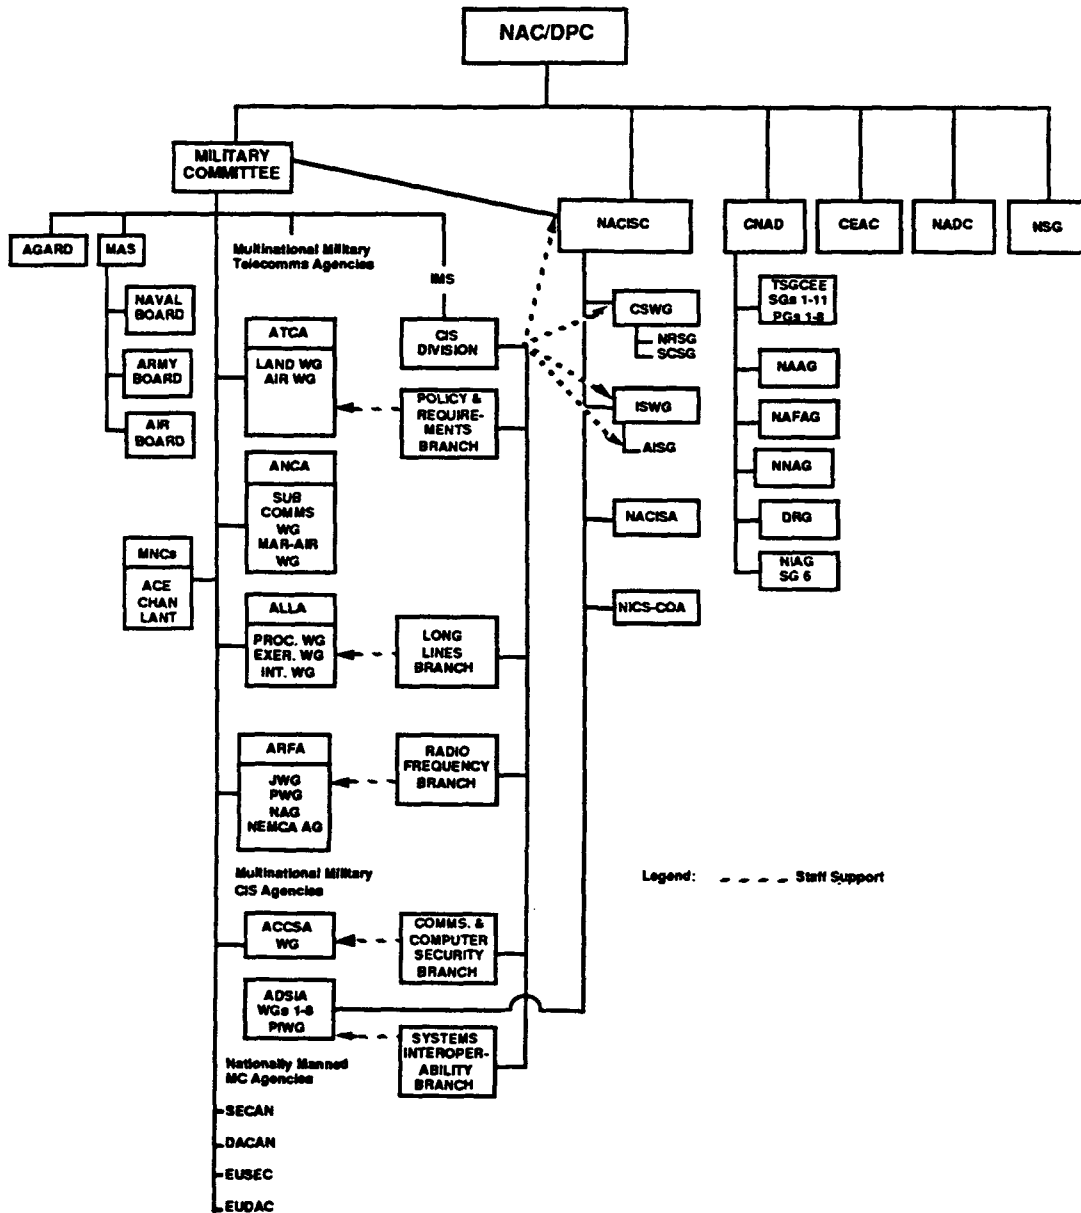 NAC/DPC
MILITARY
COMMITTEE
NACISC
CNAD
CEAC
NADC
NSG
AGARD
MAS
Multinational Military
Telecomms Agencies
IMS
NAVAL
BOARD
ARMY
BOARD
AIR
BOARD
ATCA
LAND WG
AIR WG
CIS
DIVISION
POLICY &
REQUIRE-
MENTS
BRANCH
CSWG
NRSG
SCSG
ISWG
AISG
NACISA
NICS-COA
TSGCEE
SGs 1-11
PGs 1-8
NAAG
NAFAG
NNAG
DRG
NIAG
SG 6
ANCA
SUB
COMMS
WG
MAR-AIR
WG
MNCs
ACE
CHAN
LANT
ALLA
PROC. WG
EXER. WG
INT. WG
LONG
LINES
BRANCH
ARFA
JWG
PWG
NAG
NEMCA AG
RADIO
FREQUENCY
BRANCH
Multinational Military
CIS Agencies
Legend: Staff Support
ACCSA
WG
COMMS. &
COMPUTER
SECURITY
BRANCH
ADSIA
WGs 1-8
PIWG
SYSTEMS
INTEROPER-
ABILITY
BRANCH
Nationally Manned
MC Agencies
SECAN
DACAN
EUSEC
EUDAC